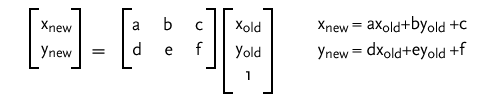 x_new a b c x_old x_new = ax_old+by_old +c
y_new = d e f y_old y_new = dx_old+ey_old +f
1